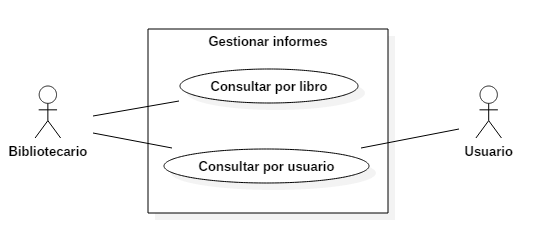 Gestionar informes
Consultar por libro
Bibliotecario
Usuario
Consultar por usuario